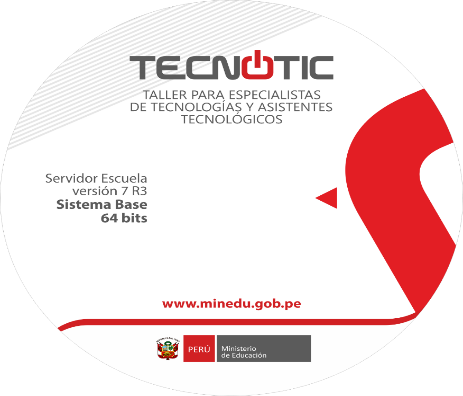 TECNOTIC
TALLER PARA ESPECIALISTAS
DE TECNOLOGÍAS Y ASISTENTES
TECNOLÓGICOS
Servidor Escuela
versión 7 R3
Sistema Base
64 bits
www.minedu.gob.pe
PERÚ
Ministerio
de Educación